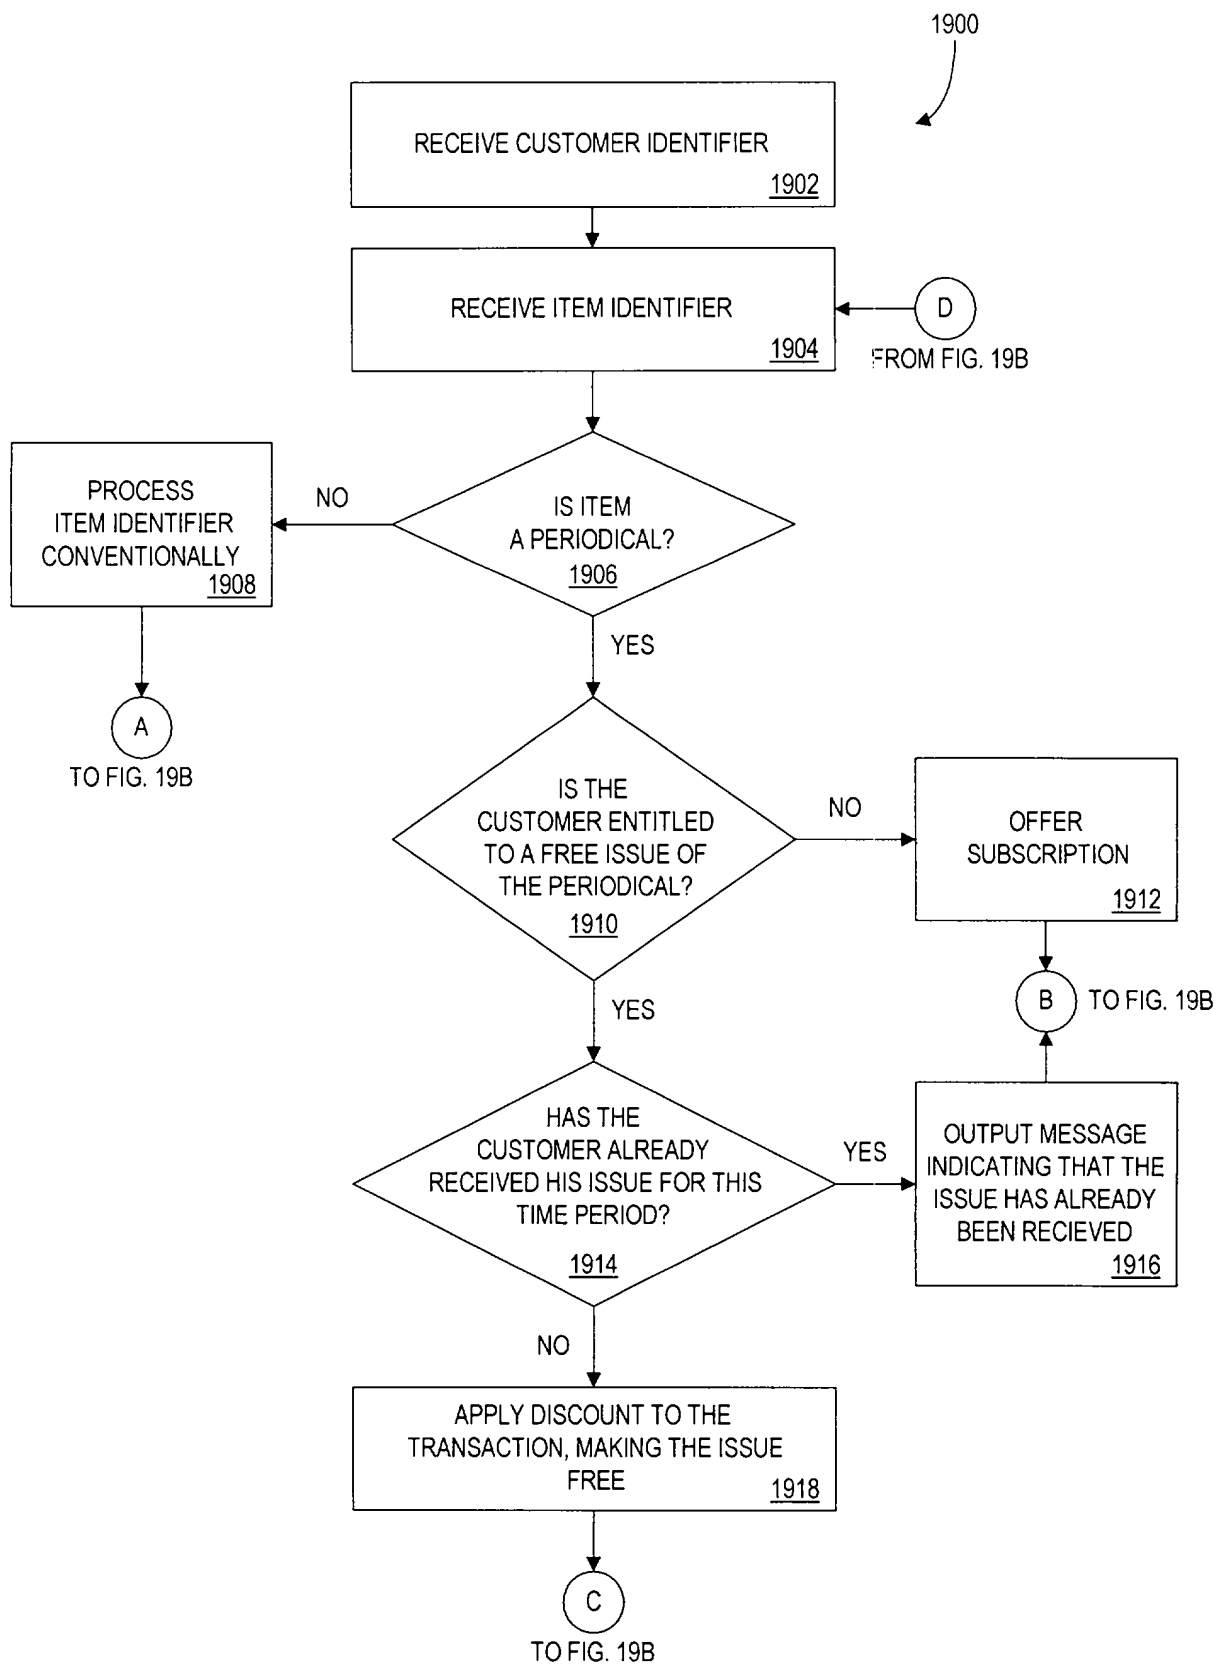 1900
RECEIVE CUSTOMER IDENTIFIER
1902
RECEIVE ITEM IDENTIFIER
1904
D
FROM FIG. 19B
PROCESS
ITEM IDENTIFIER
CONVENTIONALLY
1908
NO
IS ITEM
A PERIODICAL?
1906
YES
A
TO FIG. 19B
IS THE
CUSTOMER ENTITLED
TO A FREE ISSUE OF
THE PERIODICAL?
1910
NO
OFFER
SUBSCRIPTION
1912
B
TO FIG. 19B
YES
HAS THE
CUSTOMER ALREADY
RECEIVED HIS ISSUE FOR THIS
TIME PERIOD?
1914
YES
OUTPUT MESSAGE
INDICATING THAT THE
ISSUE HAS ALREADY
BEEN RECIEVED
1916
NO
APPLY DISCOUNT TO THE
TRANSACTION, MAKING THE ISSUE
FREE
1918
C
TO FIG. 19B